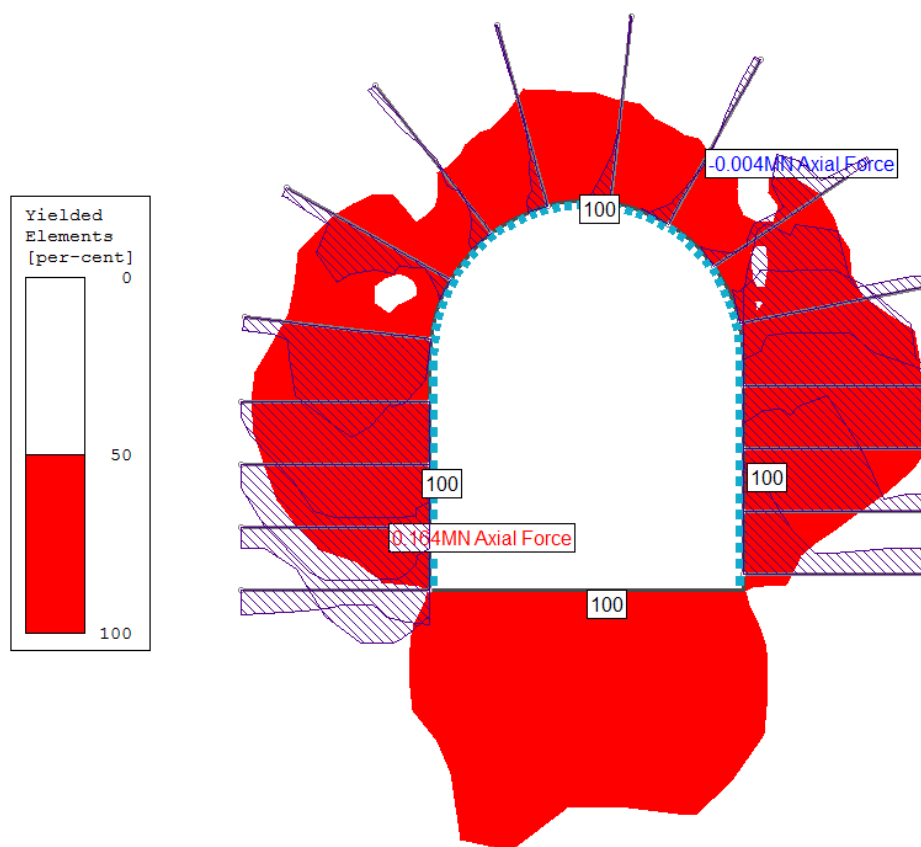 Yielded
Elements
[per-cent]
0
50
100
-0.004MN Axial Force
100
100
100
0.164MN Axial Force
100